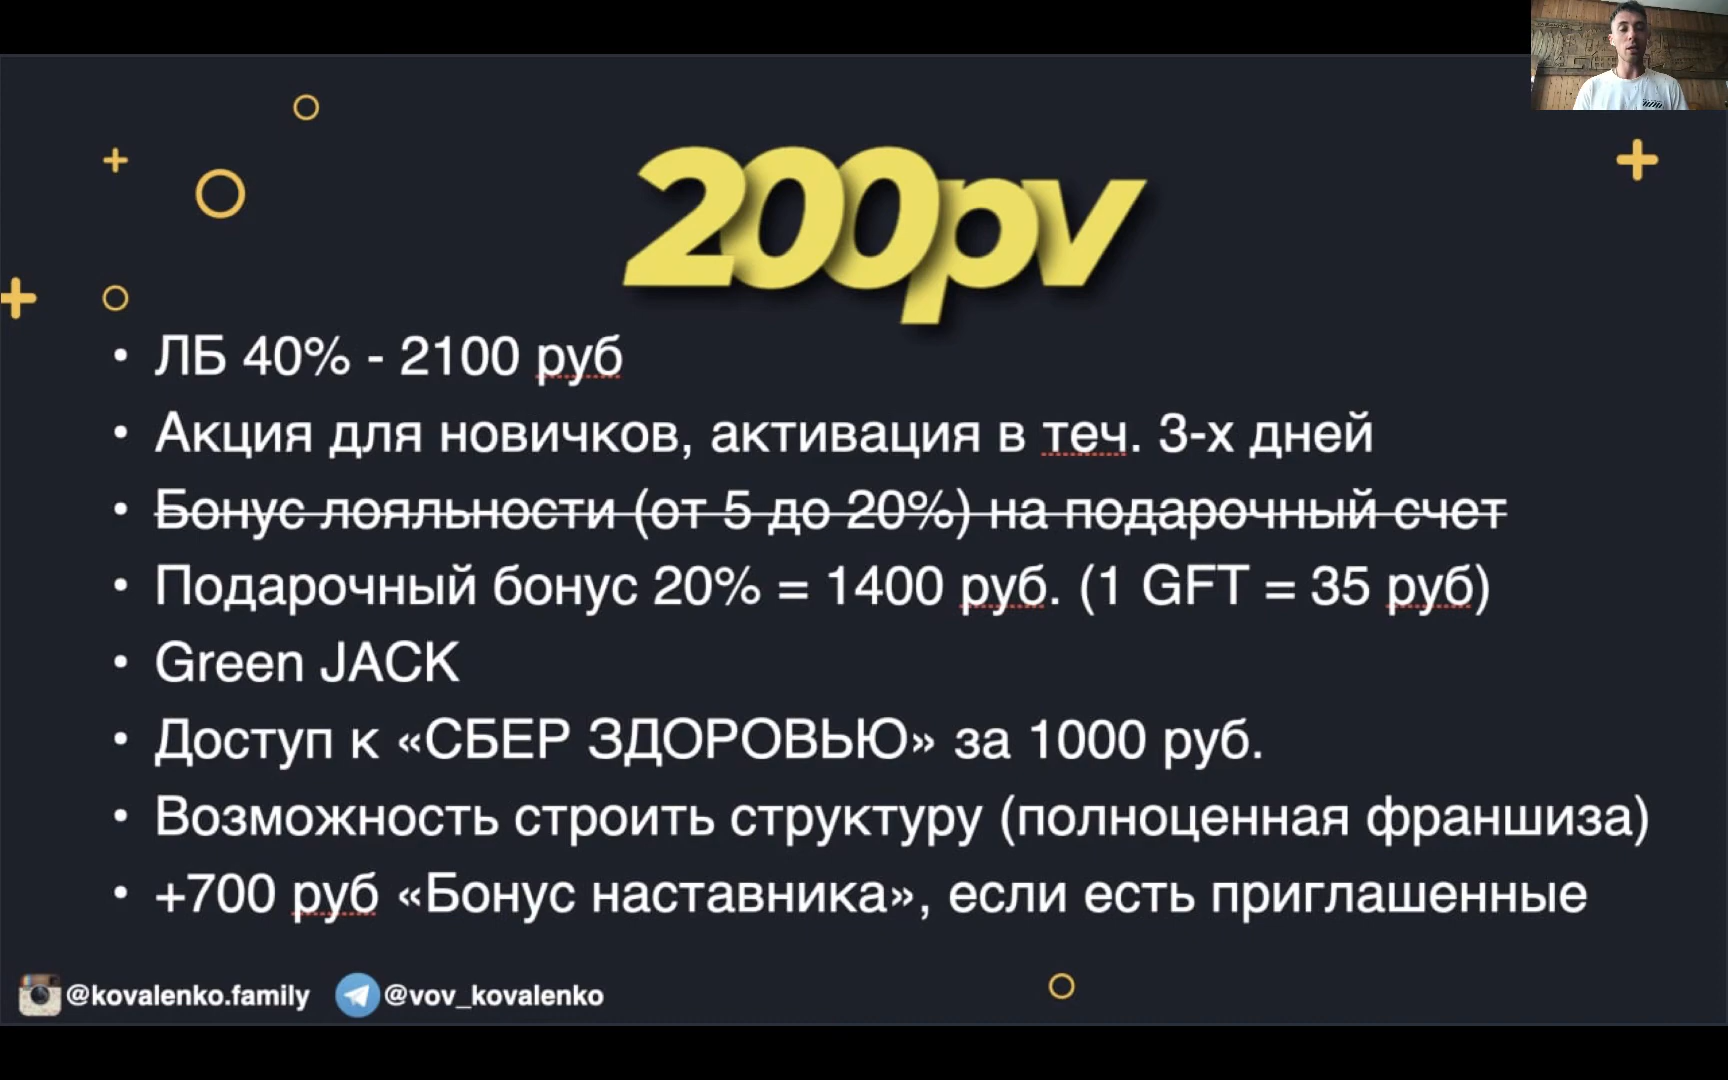 200pv
• ЛБ 40% - 2100 руб
• Акция для новичков, активация в теч. 3-х дней
• Бонус лояльности (от 5 до 20%) на подарочный счет
• Подарочный бонус 20% = 1400 руб. (1 GFT = 35 руб)
• Green JACK
• Доступ к «СБЕР ЗДОРОВЬЮ» за 1000 руб.
• Возможность строить структуру (полноценная франшиза)
• +700 руб «Бонус наставника», если есть приглашенные
@kovalenko.family @vov_kovalenko